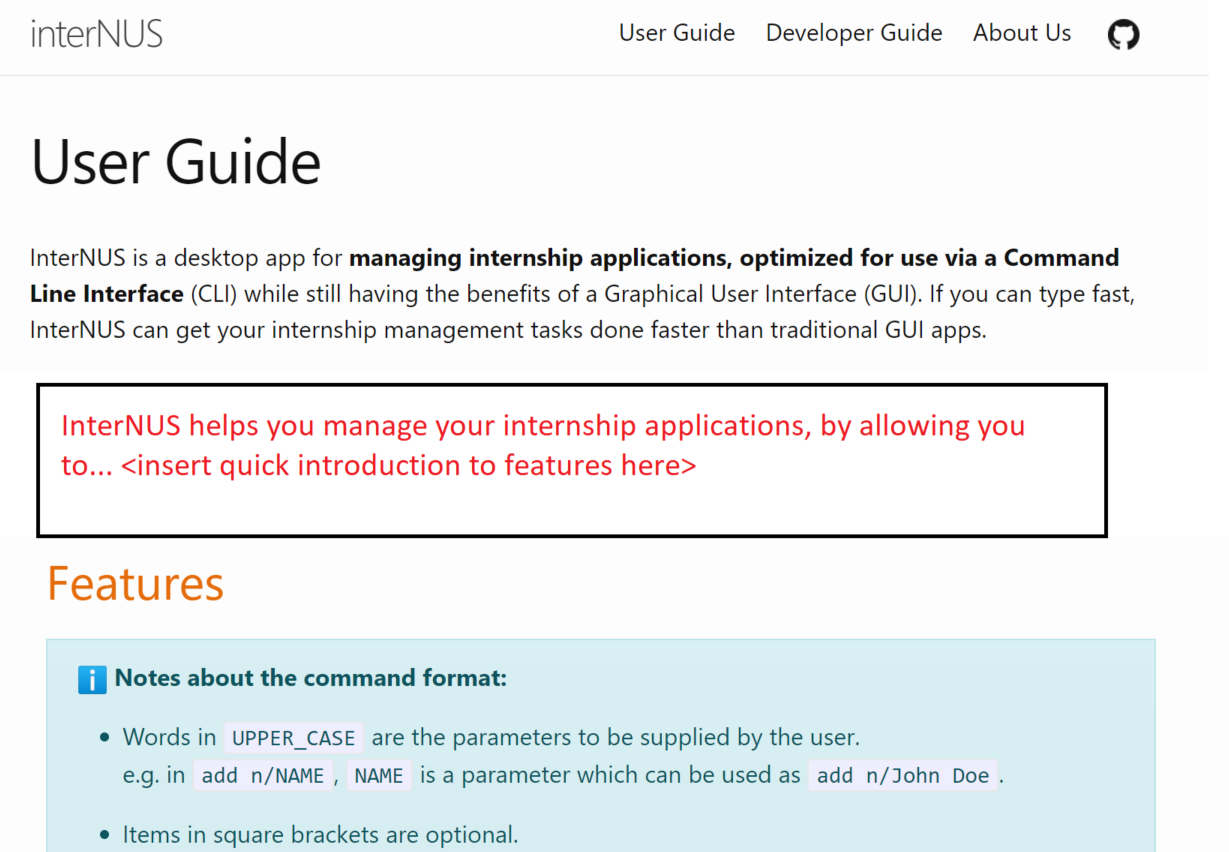 interNUS
User Guide Developer Guide About Us
User Guide
InterNUS is a desktop app for managing internship applications, optimized for use via a Command
Line Interface (CLI) while still having the benefits of a Graphical User Interface (GUI). If you can type fast,
InterNUS can get your internship management tasks done faster than traditional GUI apps.
InterNUS helps you manage your internship applications, by allowing you
to... <insert quick introduction to features here>
Features
Notes about the command format:
Words in UPPER_CASE are the parameters to be supplied by the user.
e.g. in add n/NAME, NAME is a parameter which can be used as add n/John Doe.
Items in square brackets are optional.